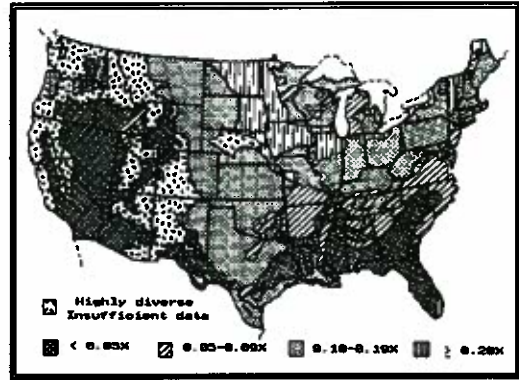 Highly diverse
Insufficient data
< 0.05% 0.05-0.09% 0.10-0.19% ≥ 0.20%